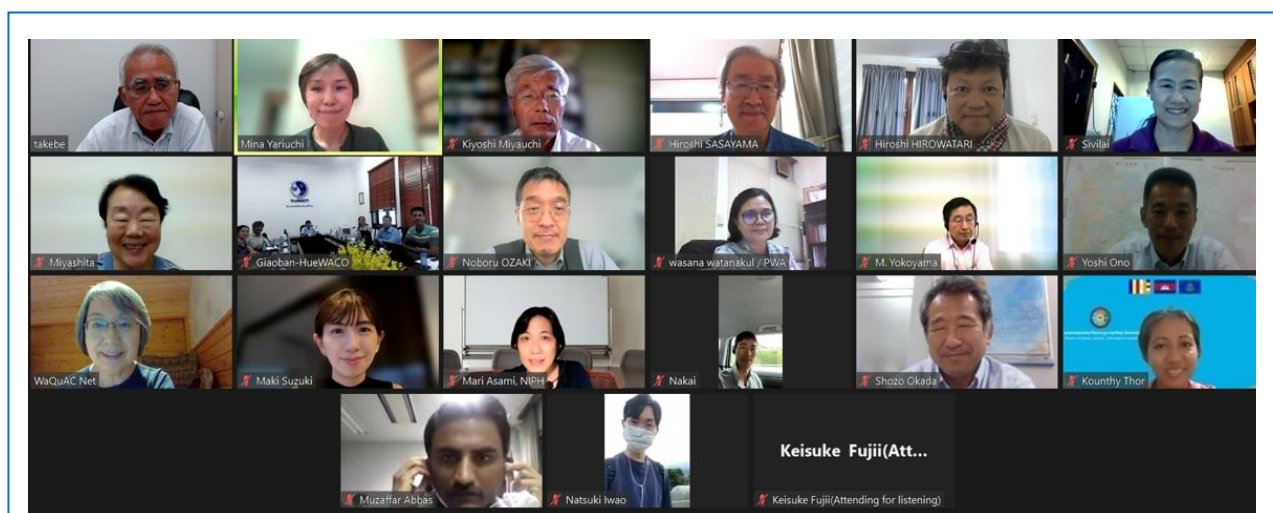 takebe
Mina Yariuchi
Kiyoshi Miyauchi
Hiroshi SASAYAMA
Hiroshi HIROWATARI
Sivilai
Miyashita
HueWACO
Giaoban-HueWACO
Noboru OZAKI
wasana watanakul / PWA
M. Yokoyama
Yoshi Ono
WaQuAC Net
Maki Suzuki
Mari Asami, NIPH
Nakai
Shozo Okada
Kounthy Thor
Muzaffar Abbas
Natsuki Iwao
Keisuke Fujii(Att...
Keisuke Fujii(Attending for listening)